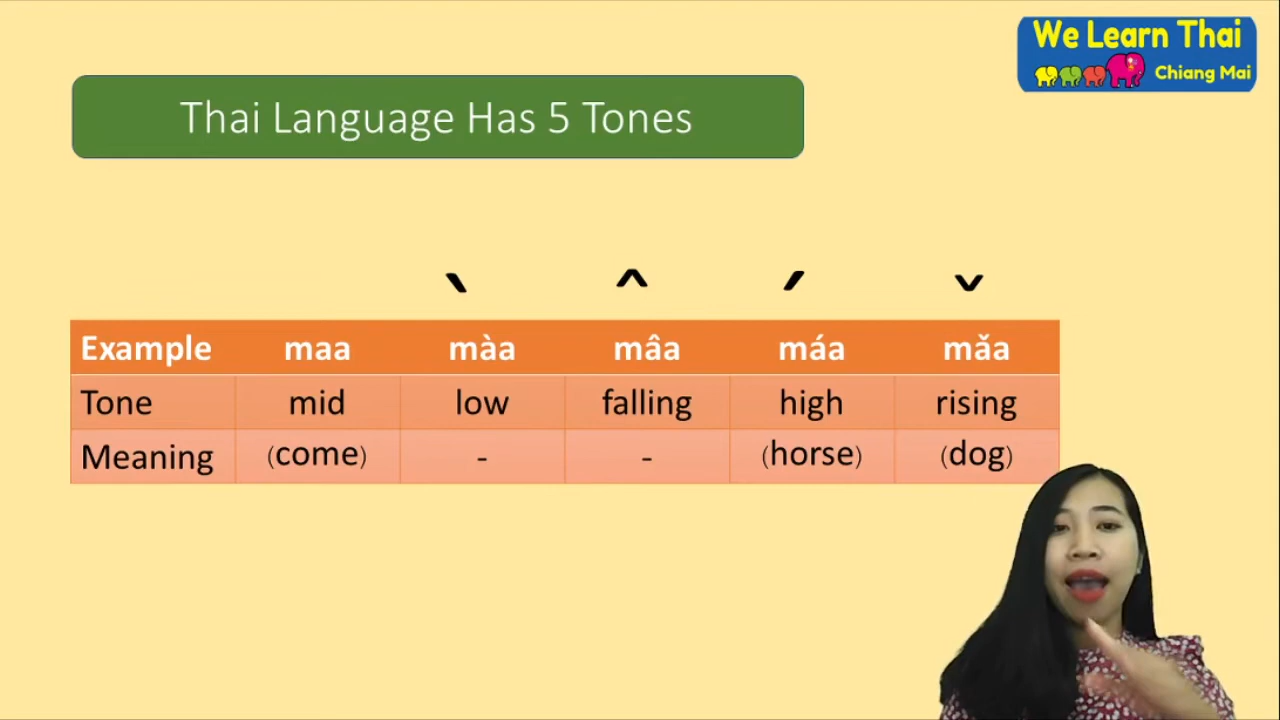 We Learn Thai
Chiang Mai
Thai Language Has 5 Tones
ˋ ^ ˊ ˇ
Example maa màa mâa máa mǎa
Tone mid low falling high rising
Meaning (come) - - (horse) (dog)